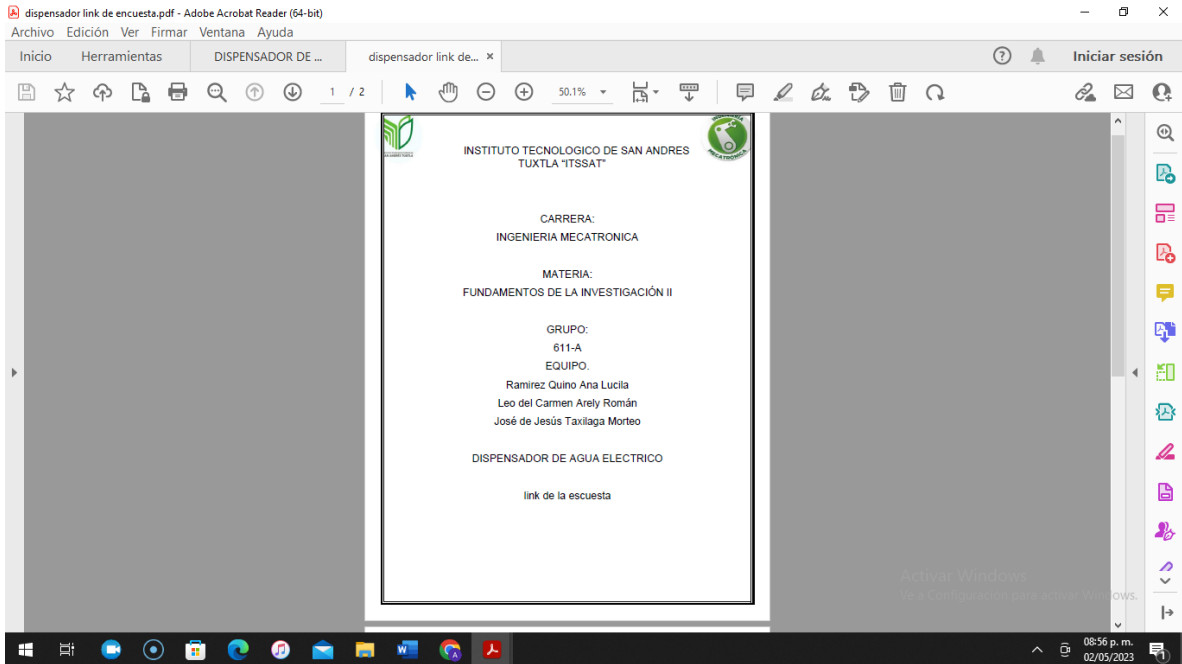 dispensador link de encuesta.pdf - Adobe Acrobat Reader (64-bit)
Archivo Edición Ver Firmar Ventana Ayuda
Inicio Herramientas DISPENSADOR DE ... dispensador link de... × Iniciar sesión
1 / 2 50.1%
INSTITUTO TECNOLOGICO DE SAN ANDRES
TUXTLA “ITSSAT”
CARRERA:
INGENIERIA MECATRONICA
MATERIA:
FUNDAMENTOS DE LA INVESTIGACIÓN II
GRUPO:
611-A
EQUIPO.
Ramirez Quino Ana Lucila
Leo del Carmen Arely Román
José de Jesús Taxilaga Morteo
DISPENSADOR DE AGUA ELECTRICO
link de la escuesta
Activar Windows
Ve a Configuración para activar Windows.
08:56 p. m.
02/05/2023